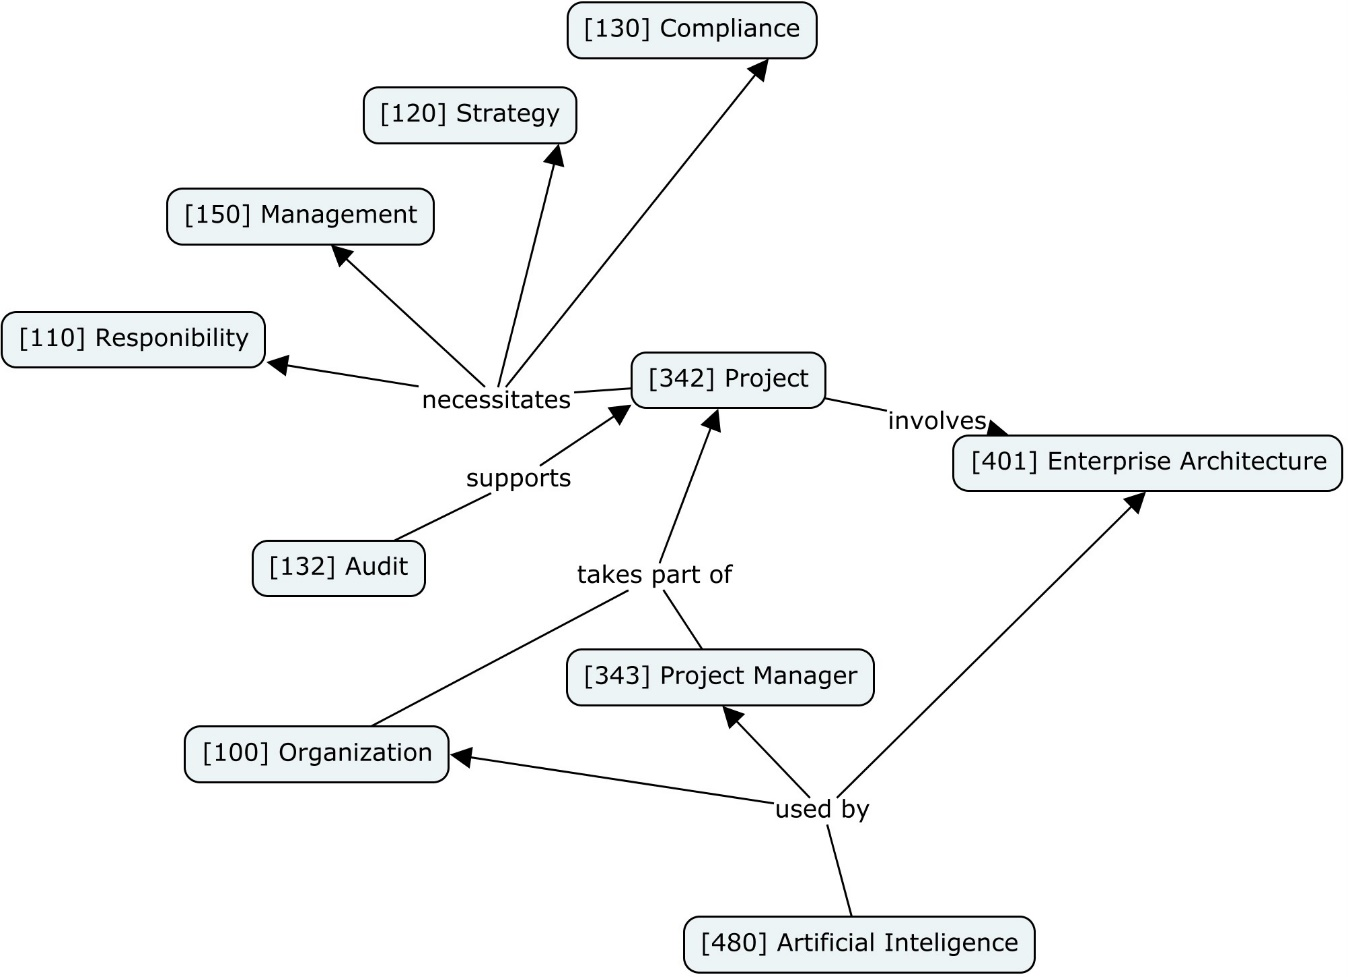 [130] Compliance
[120] Strategy
[150] Management
[110] Responibility
[342] Project
necessitates
involves
[401] Enterprise Architecture
supports
[132] Audit
takes part of
[343] Project Manager
[100] Organization
used by
[480] Artificial Inteligence